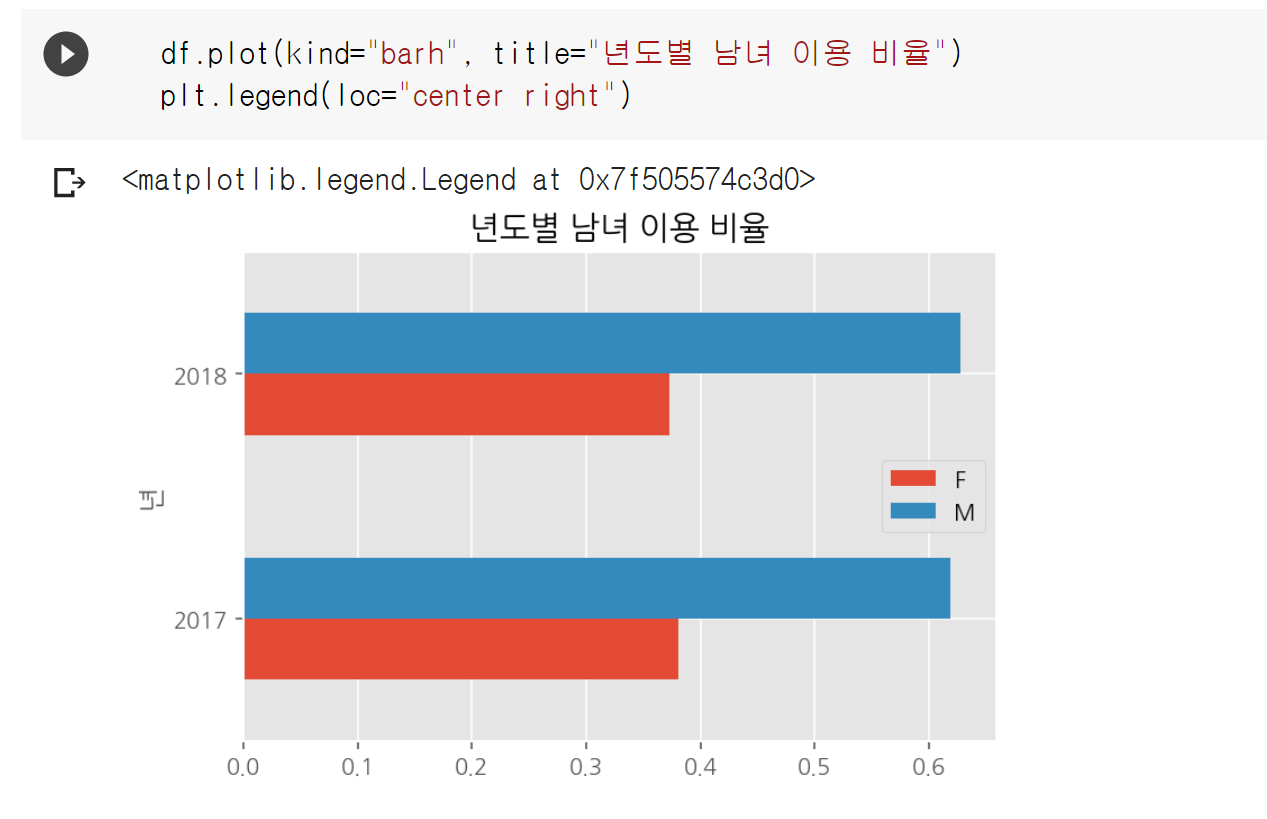 df.plot(kind="barh", title="년도별 남녀 이용 비율")
plt.legend(loc="center right")
<matplotlib.legend.Legend at 0x7f505574c3d0>
년도별 남녀 이용 비율
2018
F
년
M
2017
0.0 0.1 0.2 0.3 0.4 0.5 0.6